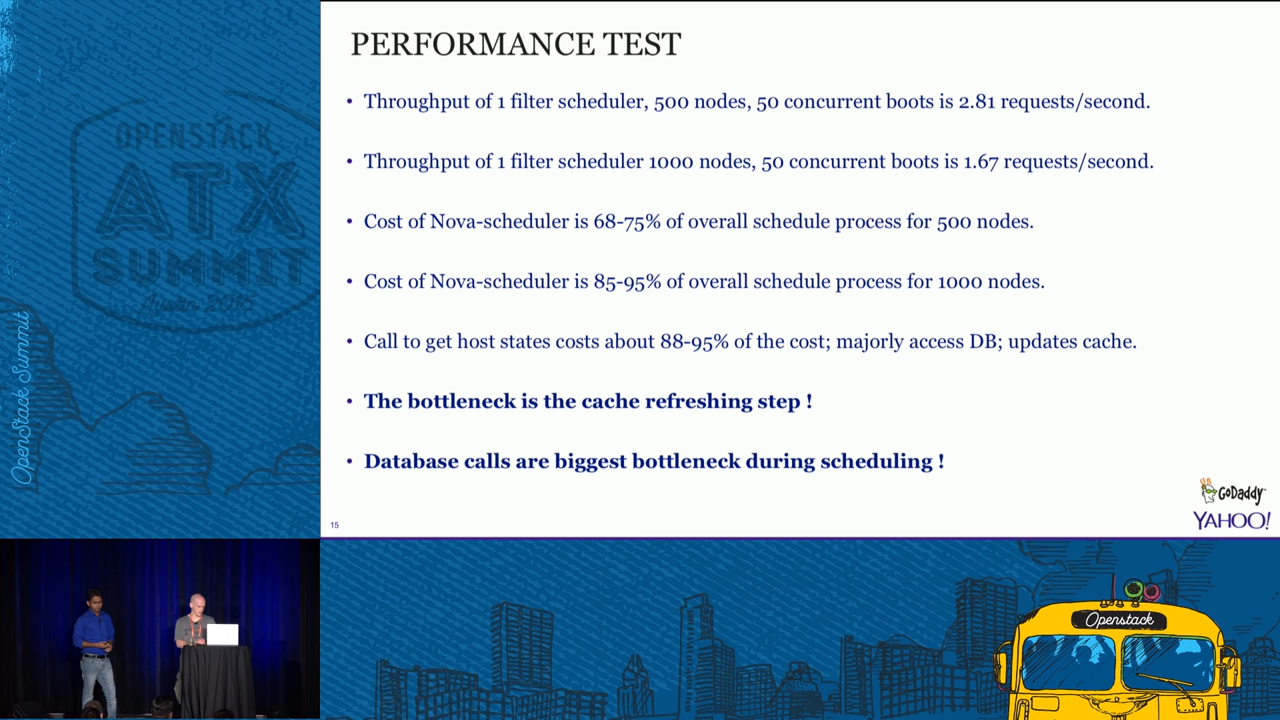 PERFORMANCE TEST
• Throughput of 1 filter scheduler, 500 nodes, 50 concurrent boots is 2.81 requests/second.
• Throughput of 1 filter scheduler 1000 nodes, 50 concurrent boots is 1.67 requests/second.
• Cost of Nova-scheduler is 68-75% of overall schedule process for 500 nodes.
• Cost of Nova-scheduler is 85-95% of overall schedule process for 1000 nodes.
• Call to get host states costs about 88-95% of the cost; majorly access DB; updates cache.
• The bottleneck is the cache refreshing step !
• Database calls are biggest bottleneck during scheduling !
15
GoDaddy
YAHOO!
OPENSTACK
ATX
SUMMIT
OpenStack Summit
Openstack